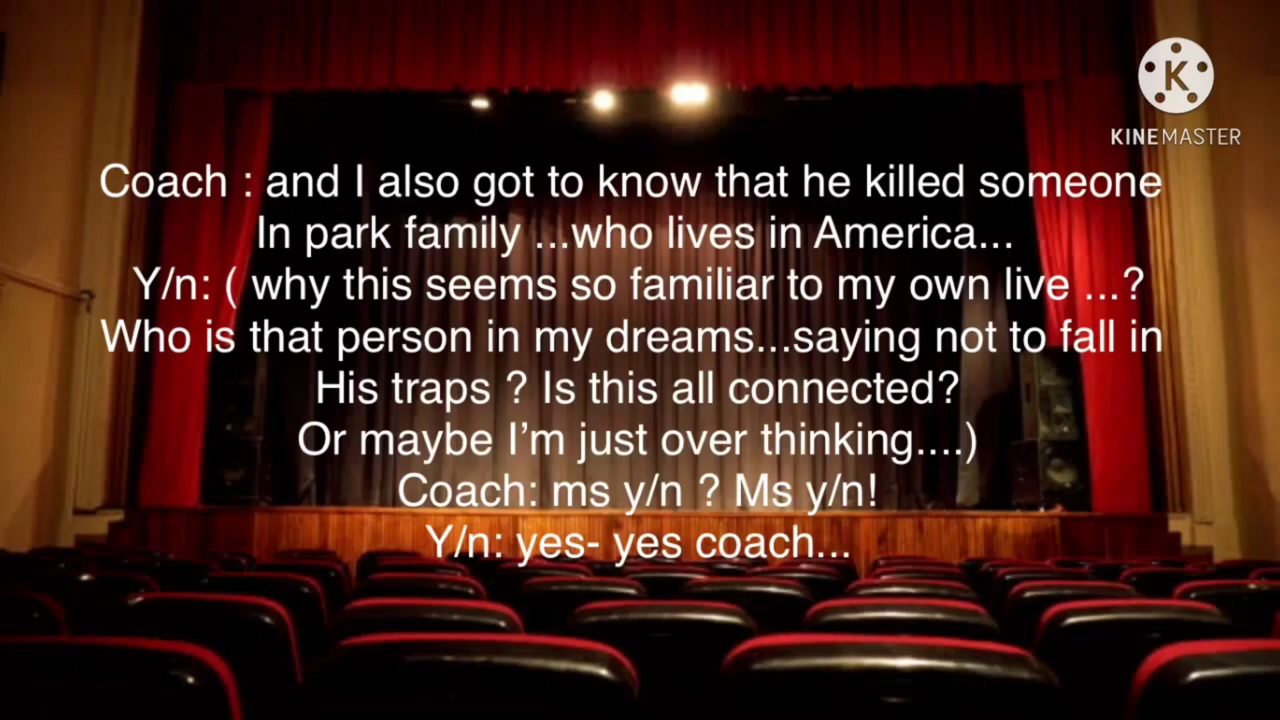 K
KINEMASTER
Coach : and I also got to know that he killed someone
In park family ...who lives in America...
Y/n: ( why this seems so familiar to my own live ...?
Who is that person in my dreams...saying not to fall in
His traps ? Is this all connected?
Or maybe I’m just over thinking....)
Coach: ms y/n ? Ms y/n!
Y/n: yes- yes coach...